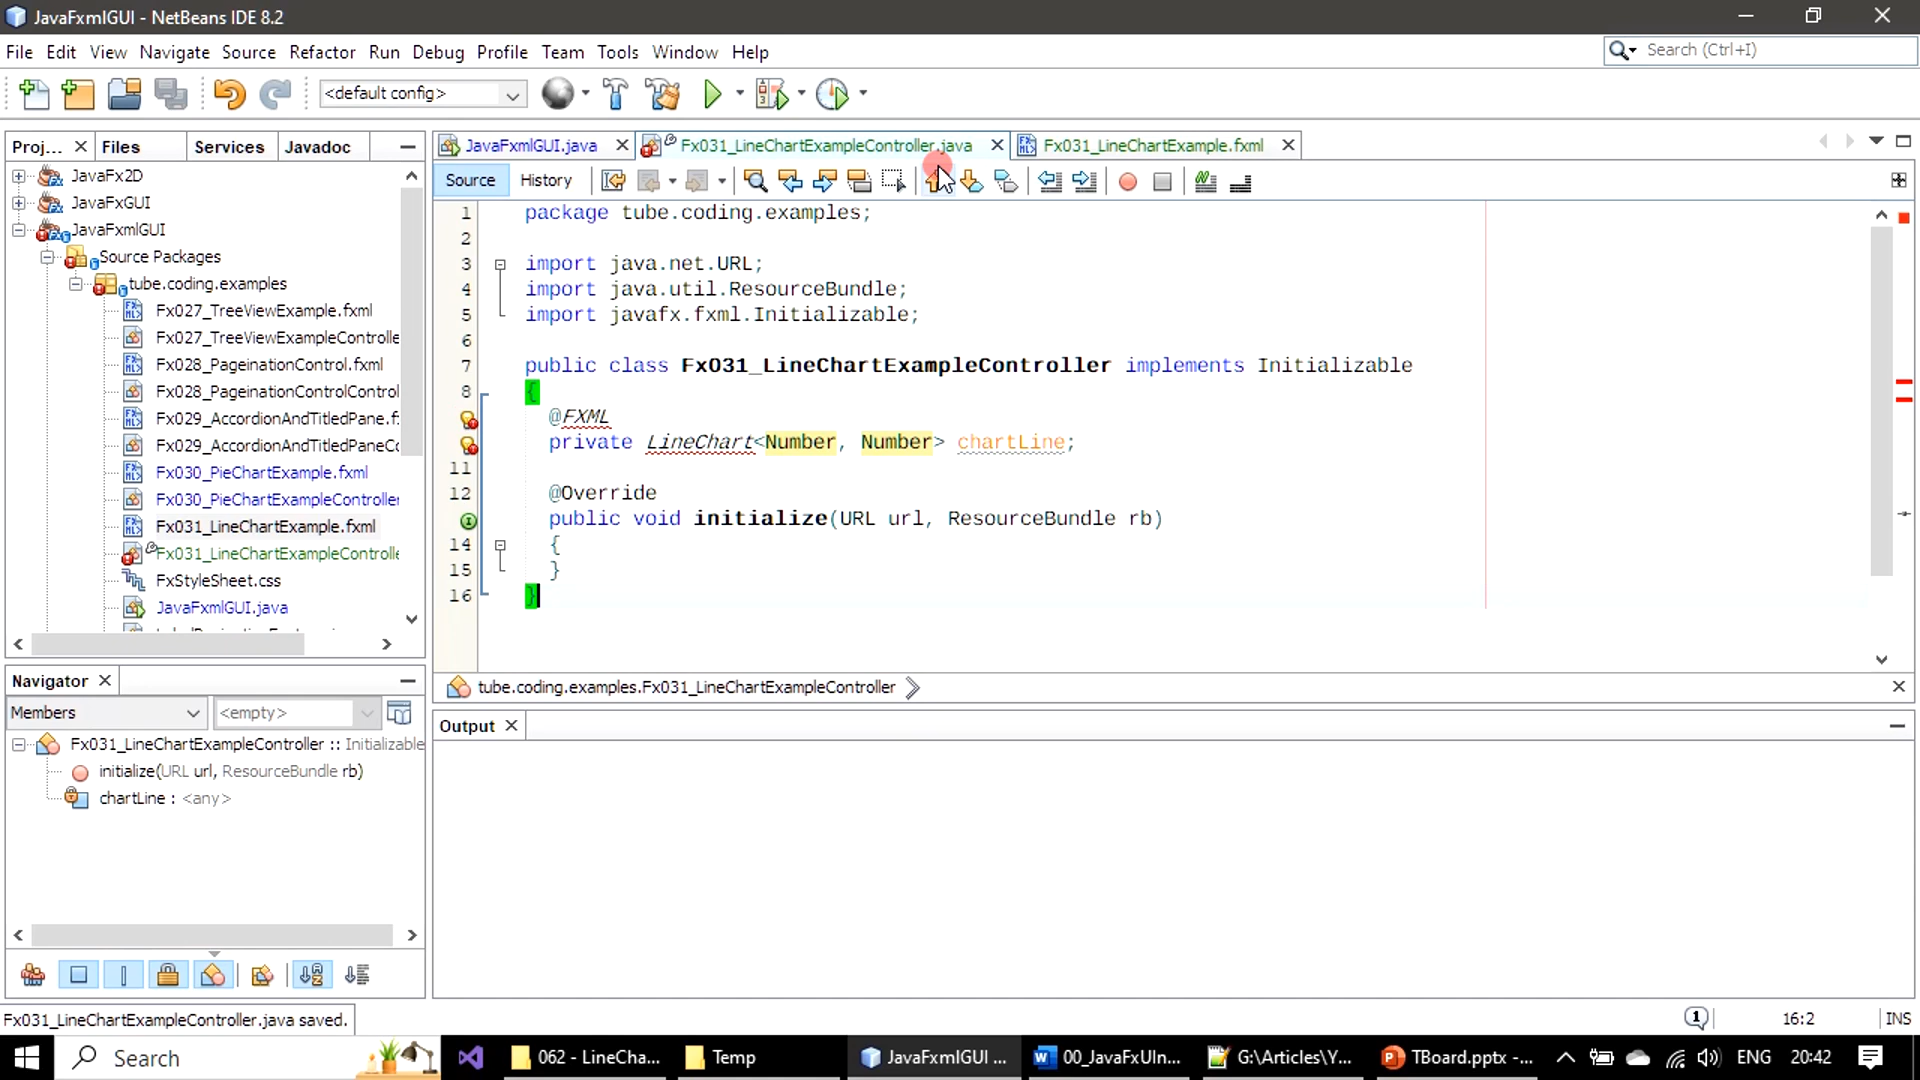 JavaFxmlGUI - NetBeans IDE 8.2
File Edit View Navigate Source Refactor Run Debug Profile Team Tools Window Help
Search (Ctrl+I)
<default config>
Proj... Files Services Javadoc
JavaFxmlGUI.java Fx031_LineChartExampleController.java Fx031_LineChartExample.fxml
Source History
JavaFx2D
JavaFxGUI
JavaFxmlGUI
Source Packages
tube.coding.examples
Fx027_TreeViewExample.fxml
Fx027_TreeViewExampleControlle
Fx028_PageinationControl.fxml
Fx028_PageinationControlContro
Fx029_AccordionAndTitledPane.f
Fx029_AccordionAndTitledPaneCo
Fx030_PieChartExample.fxml
Fx030_PieChartExampleController
Fx031_LineChartExample.fxml
Fx031_LineChartExampleControlle
FxStyleSheet.css
JavaFxmlGUI.java
1 package tube.coding.examples;
2
3 import java.net.URL;
4 import java.util.ResourceBundle;
5 import javafx.fxml.Initializable;
6
7 public class Fx031_LineChartExampleController implements Initializable
8 {
@FXML
private LineChart<Number, Number> chartLine;
11
12 @Override
public void initialize(URL url, ResourceBundle rb)
14 {
15 }
16 }
tube.coding.examples.Fx031_LineChartExampleController
Navigator
Members <empty>
Fx031_LineChartExampleController :: Initializable
initialize(URL url, ResourceBundle rb)
chartLine : <any>
Output
Fx031_LineChartExampleController.java saved.
1 16:2 INS
Search
062 - LineCha...
Temp
JavaFxmlGUI ...
00_JavaFxUIn...
G:\Articles\Y...
TBoard.pptx -...
ENG 20:42